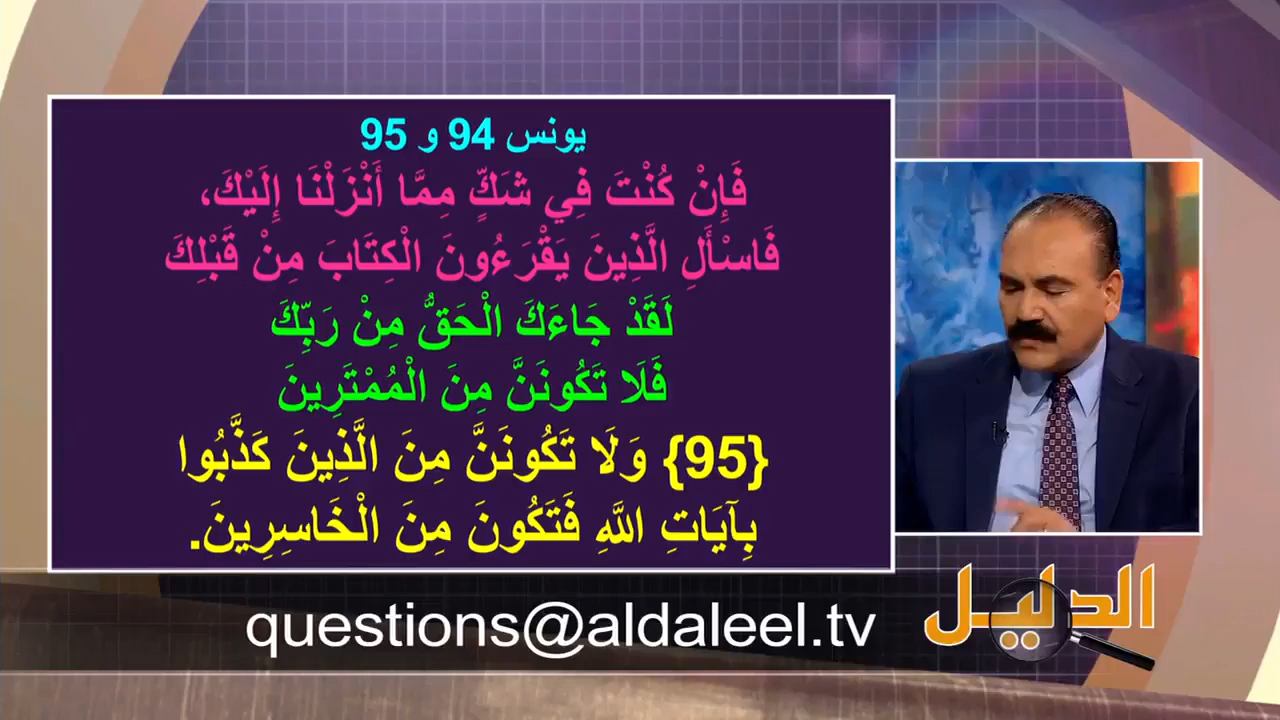 يونس 94 و 95
فَإِنْ كُنْتَ فِي شَكٍّ مِمَّا أَنْزَلْنَا إِلَيْكَ،
فَاسْأَلِ الَّذِينَ يَقْرَءُونَ الْكِتَابَ مِنْ قَبْلِكَ
لَقَدْ جَاءَكَ الْحَقُّ مِنْ رَبِّكَ
فَلَا تَكُونَنَّ مِنَ الْمُمْتَرِينَ
{95} وَلَا تَكُونَنَّ مِنَ الَّذِينَ كَذَّبُوا
بِآيَاتِ اللَّهِ فَتَكُونَ مِنَ الْخَاسِرِينَ.
الدليل
questions@aldaleel.tv